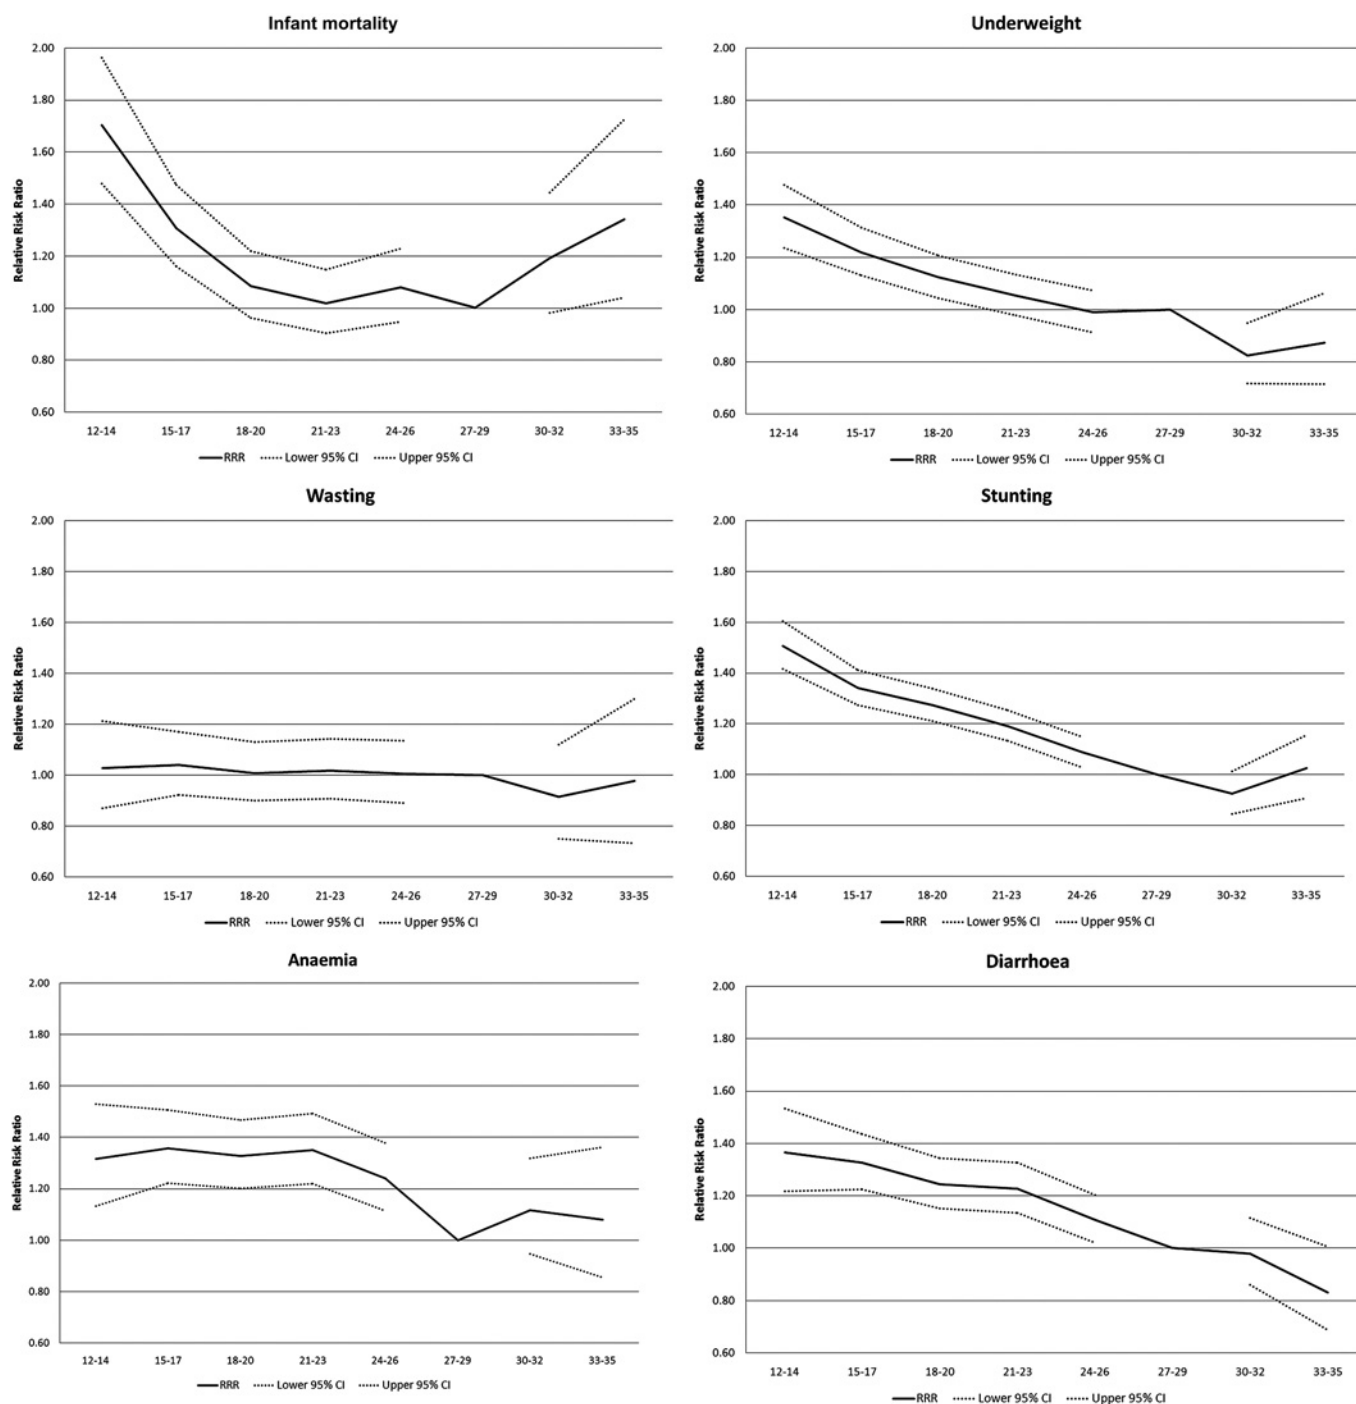 Infant mortality
2.00
1.80
1.60
1.40
1.20
1.00
0.80
0.60
Relative Risk Ratio
12-14 15-17 18-20 21-23 24-26 27-29 30-32 33-35
RRR Lower 95% CI Upper 95% CI
Underweight
2.00
1.80
1.60
1.40
1.20
1.00
0.80
0.60
Relative Risk Ratio
12-14 15-17 18-20 21-23 24-26 27-29 30-32 33-35
RRR Lower 95% CI Upper 95% CI
Wasting
2.00
1.80
1.60
1.40
1.20
1.00
0.80
0.60
Relative Risk Ratio
12-14 15-17 18-20 21-23 24-26 27-29 30-32 33-35
RRR Lower 95% CI Upper 95% CI
Stunting
2.00
1.80
1.60
1.40
1.20
1.00
0.80
0.60
Relative Risk Ratio
12-14 15-17 18-20 21-23 24-26 27-29 30-32 33-35
RRR Lower 95% CI Upper 95% CI
Anaemia
2.00
1.80
1.60
1.40
1.20
1.00
0.80
0.60
Relative Risk Ratio
12-14 15-17 18-20 21-23 24-26 27-29 30-32 33-35
RRR Lower 95% CI Upper 95% CI
Diarrhoea
2.00
1.80
1.60
1.40
1.20
1.00
0.80
0.60
Relative Risk Ratio
12-14 15-17 18-20 21-23 24-26 27-29 30-32 33-35
RRR Lower 95% CI Upper 95% CI